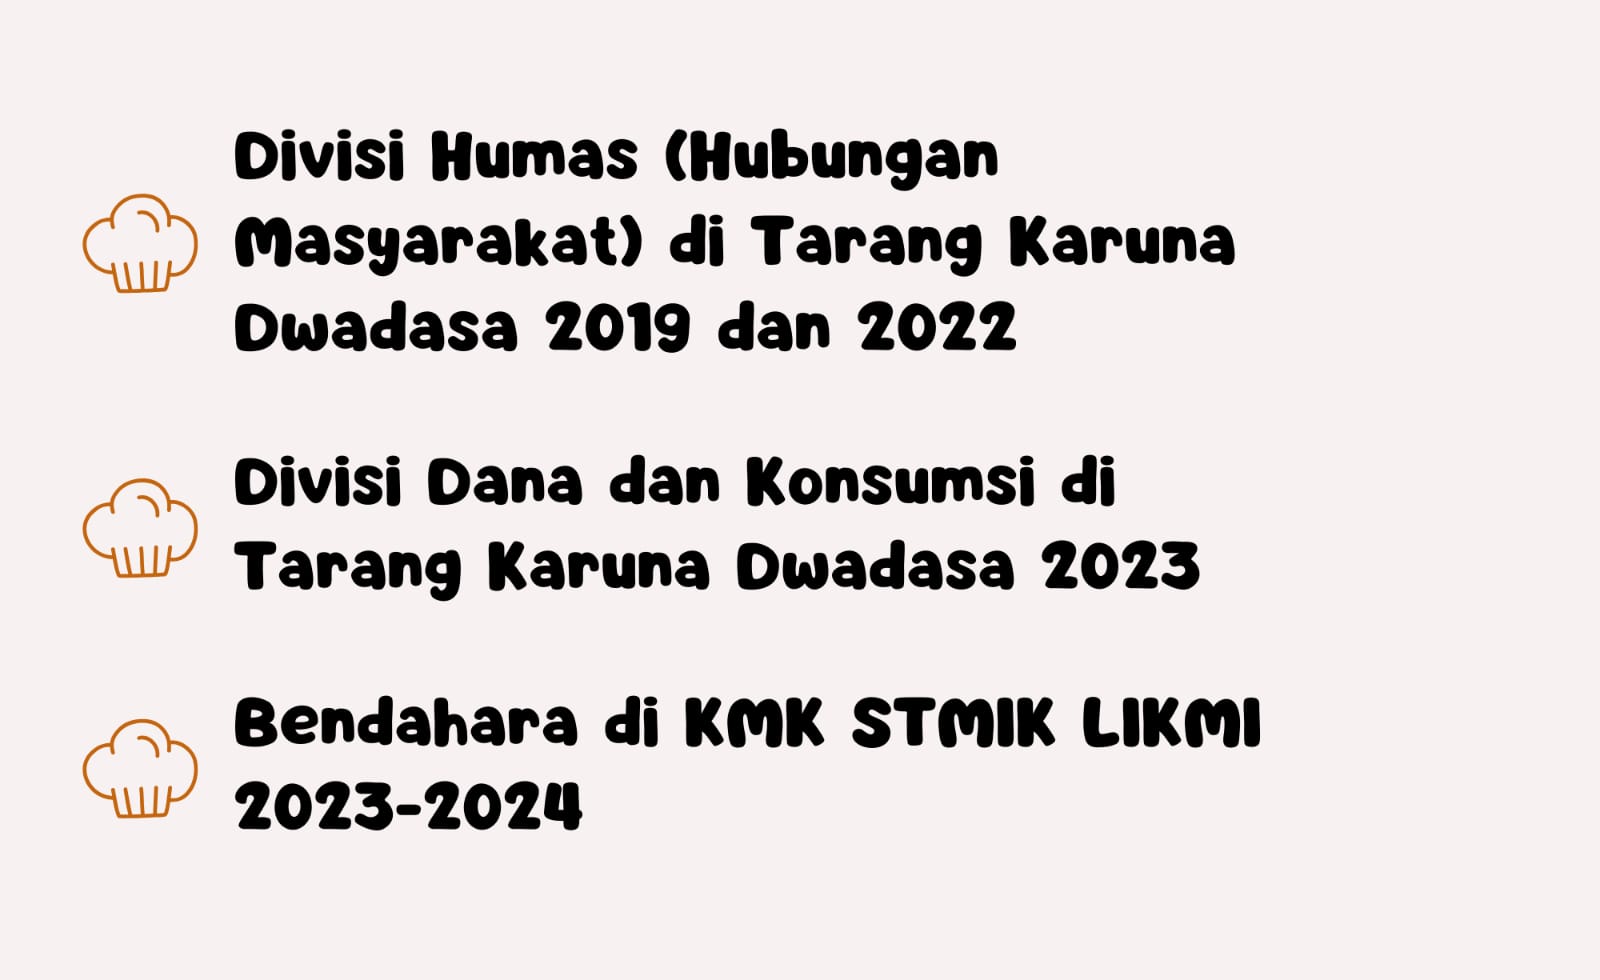 Divisi Humas (Hubungan
Masyarakat) di Tarang Karuna
Dwadasa 2019 dan 2022
Divisi Dana dan Konsumsi di
Tarang Karuna Dwadasa 2023
Bendahara di KMK STMIK LIKMI
2023-2024